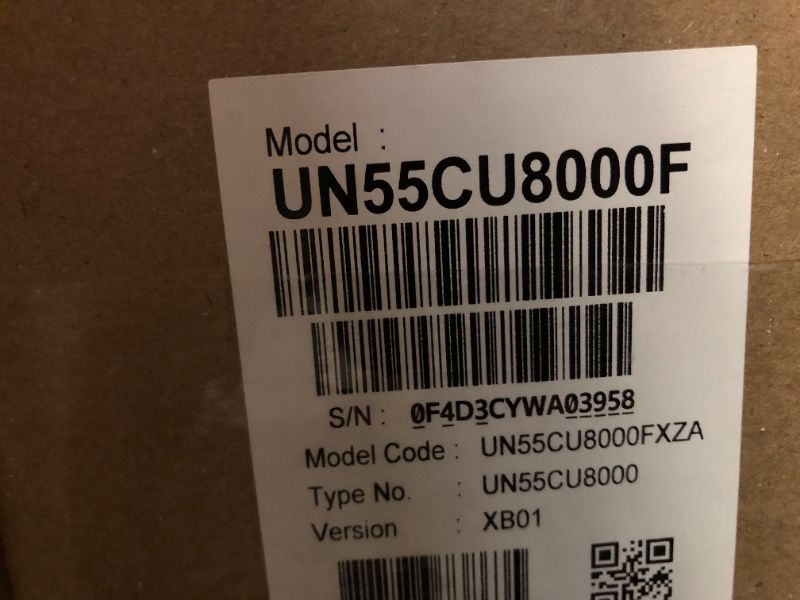 Model :
UN55CU8000F
S/N : 0F4D3CYWA03958
Model Code : UN55CU8000FXZA
Type No. : UN55CU8000
Version : XB01